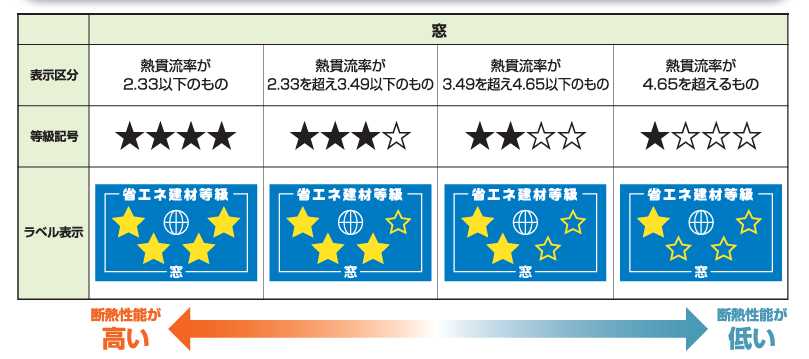 窓
表示区分
熱貫流率が
2.33以下のもの
熱貫流率が
2.33を超え3.49以下のもの
熱貫流率が
3.49を超え4.65以下のもの
熱貫流率が
4.65を超えるもの
等級記号
★★★★
★★★☆
★★☆☆
★☆☆☆
ラベル表示
省エネ建材等級
窓
省エネ建材等級
窓
省エネ建材等級
窓
省エネ建材等級
窓
断熱性能が
高い
断熱性能が
低い